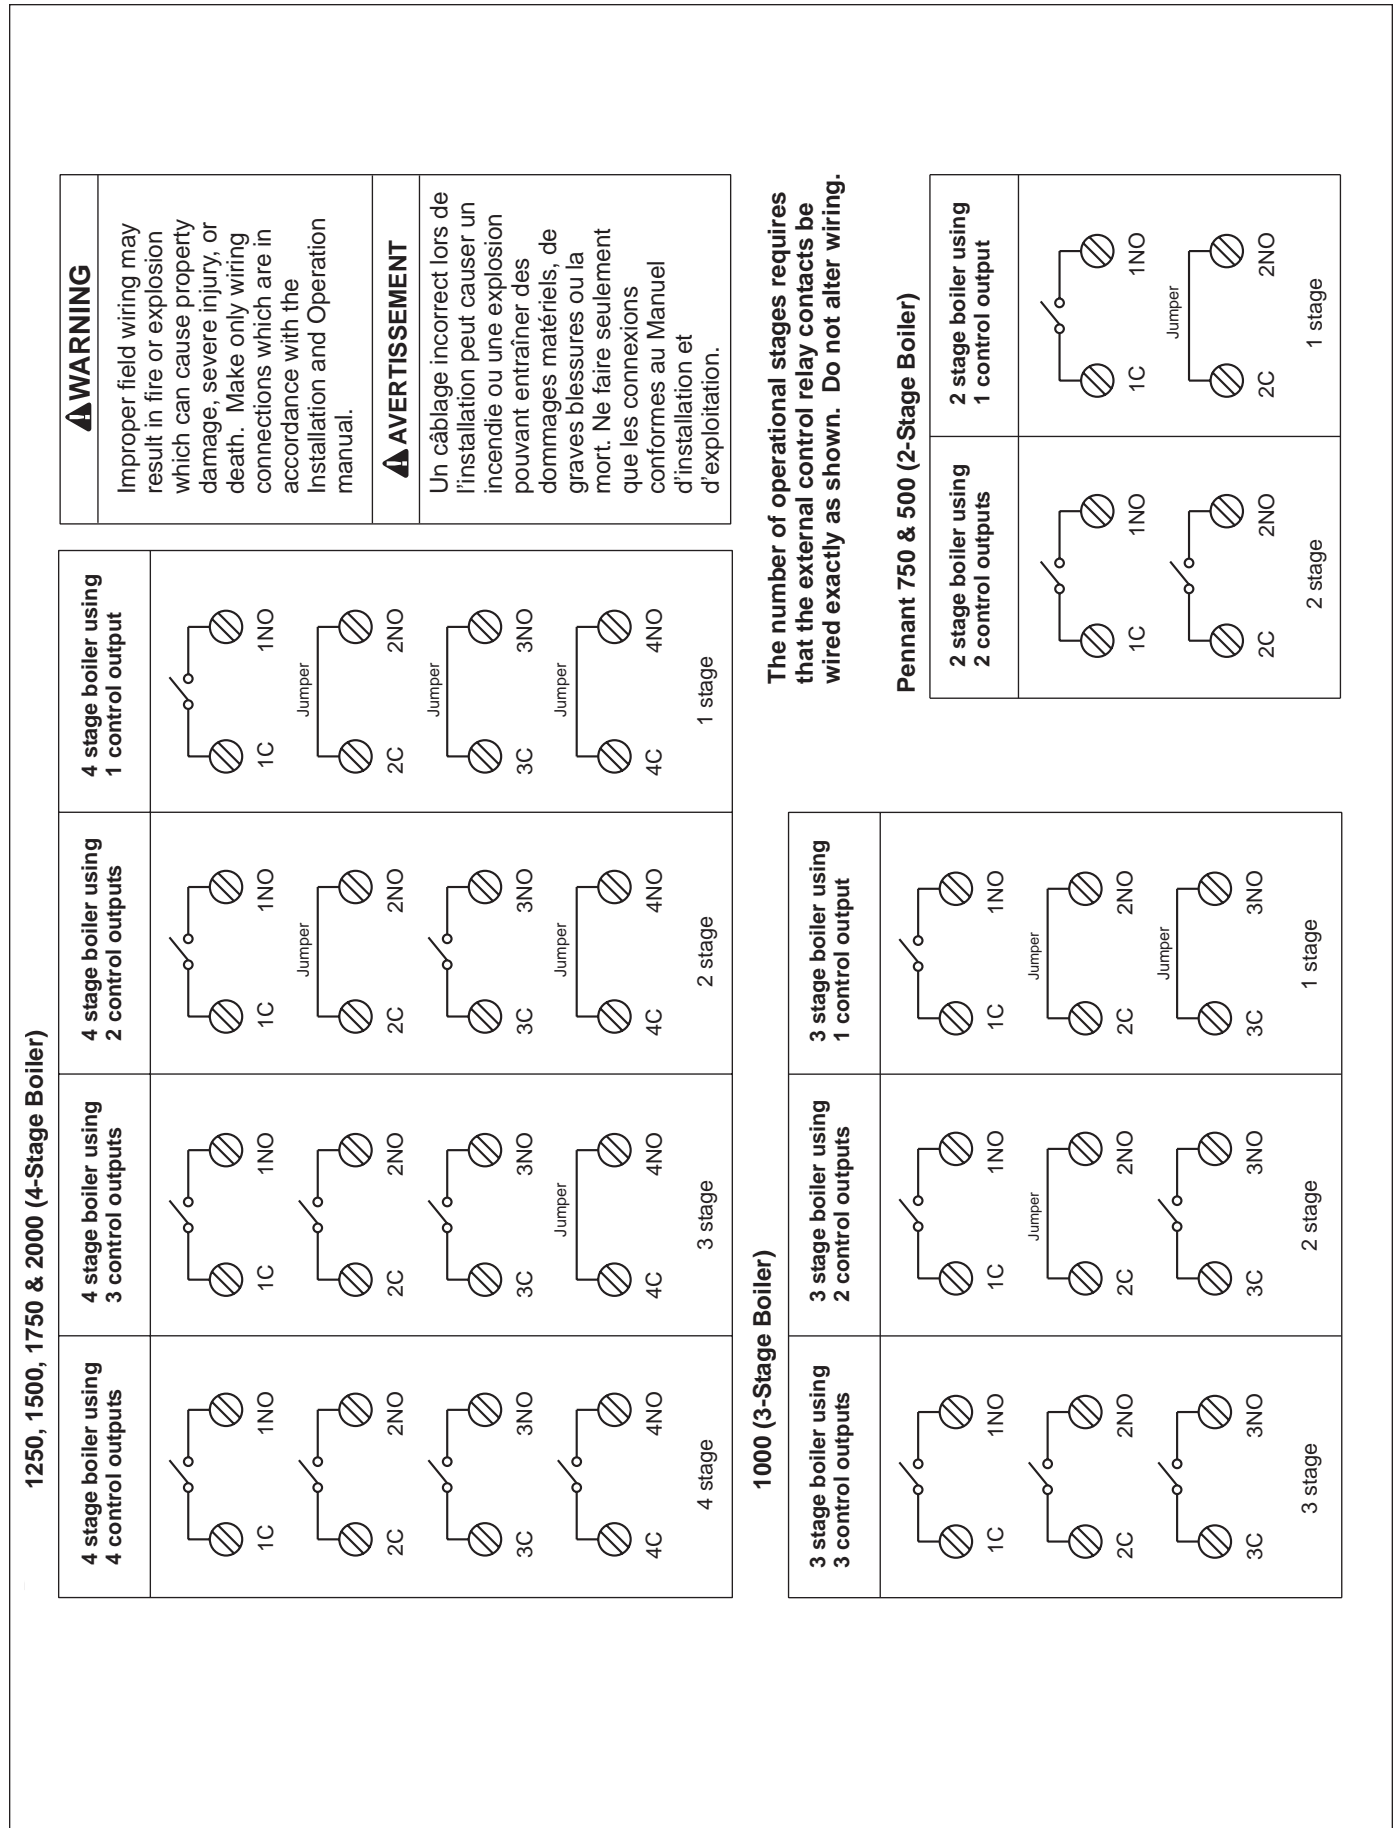 1250, 1500, 1750 & 2000 (4-Stage Boiler)
4 stage boiler using
4 control outputs
1C 1NO
2C 2NO
3C 3NO
4C 4NO
4 stage
4 stage boiler using
3 control outputs
1C 1NO
2C 2NO
3C 3NO
Jumper
4C 4NO
3 stage
4 stage boiler using
2 control outputs
1C 1NO
Jumper
2C 2NO
3C 3NO
Jumper
4C 4NO
2 stage
4 stage boiler using
1 control output
1C 1NO
Jumper
2C 2NO
Jumper
3C 3NO
Jumper
4C 4NO
1 stage
WARNING
Improper field wiring may
result in fire or explosion
which can cause property
damage, severe injury, or
death. Make only wiring
connections which are in
accordance with the
Installation and Operation
manual.
AVERTISSEMENT
Un câblage incorrect lors de
l'installation peut causer un
incendie ou une explosion
pouvant entraîner des
dommages matériels, de
graves blessures ou la
mort. Ne faire seulement
que les connexions
conformes au Manuel
d'installation et
d'exploitation.
1000 (3-Stage Boiler)
3 stage boiler using
3 control outputs
1C 1NO
2C 2NO
3C 3NO
3 stage
3 stage boiler using
2 control outputs
1C 1NO
Jumper
2C 2NO
3C 3NO
2 stage
3 stage boiler using
1 control output
1C 1NO
Jumper
2C 2NO
Jumper
3C 3NO
1 stage
The number of operational stages requires
that the external control relay contacts be
wired exactly as shown. Do not alter wiring.
Pennant 750 & 500 (2-Stage Boiler)
2 stage boiler using
2 control outputs
1C 1NO
2C 2NO
2 stage
2 stage boiler using
1 control output
1C 1NO
Jumper
2C 2NO
1 stage